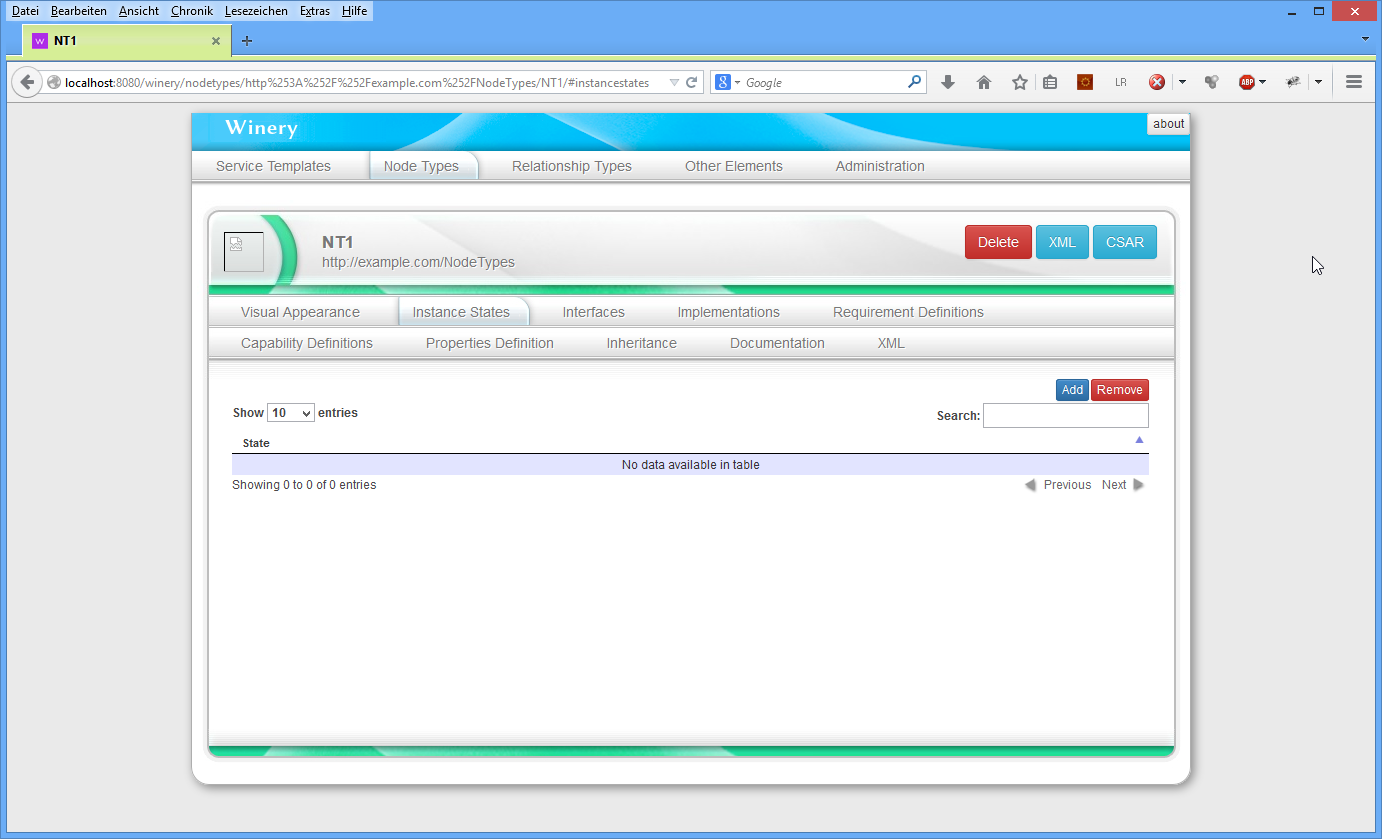 Datei Bearbeiten Ansicht Chronik Lesezeichen Extras Hilfe
w NT1
localhost:8080/winery/nodetypes/http%253A%252F%252Fexample.com%252FNodeTypes/NT1/#instancestates
8 Google LR ABP
Winery about
Service Templates Node Types Relationship Types Other Elements Administration
NT1 Delete XML CSAR
http://example.com/NodeTypes
Visual Appearance Instance States Interfaces Implementations Requirement Definitions
Capability Definitions Properties Definition Inheritance Documentation XML
Add Remove
Show 10 entries Search:
State
No data available in table
Showing 0 to 0 of 0 entries Previous Next